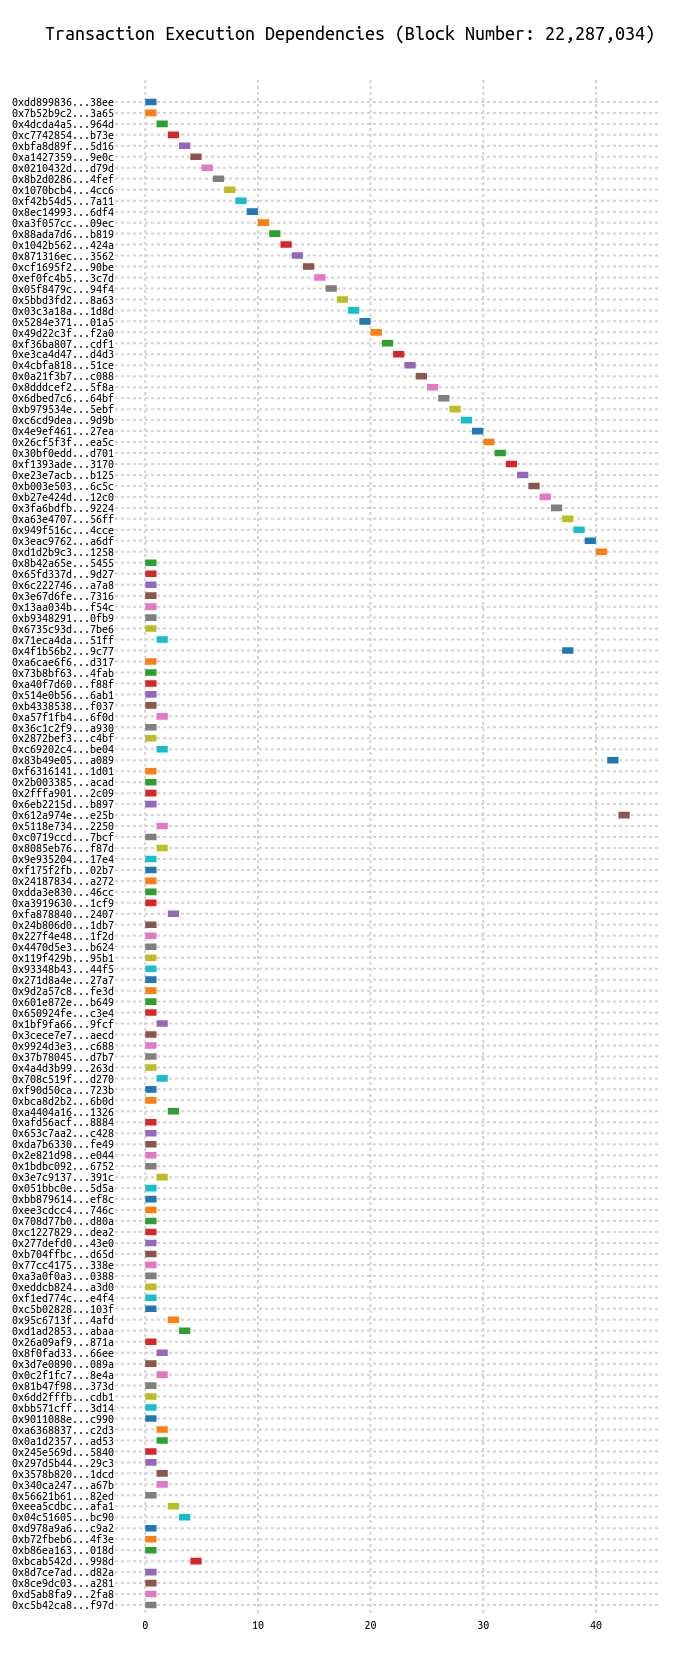 Transaction Execution Dependencies (Block Number: 22,287,034)
0xdd899836...38ee
0x7b52b9c2...3a65
0x4dcda4a5...964d
0xc7742854...b73e
0xbfa8d89f...5d16
0xa1427359...9e0c
0x0210432d...d79d
0x8b2d0286...4fef
0x1070bcb4...4cc6
0xf42b54d5...7a11
0x8ec14993...6df4
0xa3f057cc...09ec
0x88ada7d6...b819
0x1042b562...424a
0x871316ec...3562
0xcf1695f2...90be
0xef0fc4b5...3c7d
0x05f8479c...94f4
0x5bbd3fd2...8a63
0x03c3a18a...1d8d
0x5284e371...01a5
0x49d22c3f...f2a0
0xf36ba807...cdf1
0xe3ca4d47...d4d3
0x4cbfa818...51ce
0x0a21f3b7...c088
0x8dddcef2...5f8a
0x6dbed7c6...64bf
0xb979534e...5ebf
0xc6cd9dea...9d9b
0x4e9ef461...27ea
0x26cf5f3f...ea5c
0x30bf0edd...d701
0xf1393ade...3170
0xe23e7acb...b125
0xb003e503...6c5c
0xb27e424d...12c0
0x3fa6bdfb...9224
0xa63e4707...56ff
0x949f516c...4cce
0x3eac9762...a6df
0xd1d2b9c3...1258
0x8b42a65e...5455
0x65fd337d...9d27
0x6c222746...a7a8
0x3e67d6fe...7316
0x13aa034b...f54c
0xb9348291...0fb9
0x6735c93d...7be6
0x71eca4da...51ff
0x4f1b56b2...9c77
0xa6cae6f6...d317
0x73b8bf63...4fab
0xa40f7d60...f88f
0x514e0b56...6ab1
0xb4338538...f037
0xa57f1fb4...6f0d
0x36c1c2f9...a930
0x2872bef3...c4bf
0xc69202c4...be04
0x83b49e05...a089
0xf6316141...1d01
0x2b003385...acad
0x2fffa901...2c09
0x6eb2215d...b897
0x612a974e...e25b
0x5118e734...2250
0xc0719ccd...7bcf
0x8085eb76...f87d
0x9e935204...17e4
0xf175f2fb...02b7
0x24187834...a272
0xdda3e830...46cc
0xa3919630...1cf9
0xfa878840...2407
0x24b806d0...1db7
0x227f4e48...1f2d
0x4470d5e3...b624
0x119f429b...95b1
0x93348b43...44f5
0x271d8a4e...27a7
0x9d2a57c8...fe3d
0x601e872e...b649
0x650924fe...c3e4
0x1bf9fa66...9fcf
0x3cece7e7...aecd
0x9924d3e3...c688
0x37b78045...d7b7
0x4a4d3b99...263d
0x708c519f...d270
0xf90d50ca...723b
0xbca8d2b2...6b0d
0xa4404a16...1326
0xafd56acf...8884
0x653c7aa2...c428
0xda7b6330...fe49
0x2e821d98...e044
0x1bdbc092...6752
0x3e7c9137...391c
0x051bbc0e...5d5a
0xbb879614...ef8c
0xee3cdcc4...746c
0x708d77b0...d80a
0xc1227829...dea2
0x277defd0...43e0
0xb704ffbc...d65d
0x77cc4175...338e
0xa3a0f0a3...0388
0xeddcb824...a3d0
0xf1ed774c...e4f4
0xc5b02828...103f
0x95c6713f...4afd
0xd1ad2853...abaa
0x26a09af9...871a
0x8f0fad33...66ee
0x3d7e0890...089a
0x0c2f1fc7...8e4a
0x81b47f98...373d
0x6dd2fffb...cdb1
0xbb571cff...3d14
0x9011088e...c990
0xa6368837...c2d3
0x0a1d2357...ad53
0x245e569d...5840
0x297d5b44...29c3
0x3578b820...1dcd
0x340ca247...a67b
0x56621b61...82ed
0xeea5cdbc...afa1
0x04c51605...bc90
0xd978a9a6...c9a2
0xb72fbeb6...4f3e
0xb86ea163...018d
0xbcab542d...998d
0x8d7ce7ad...d82a
0x8ce9dc03...a281
0xd5ab8fa9...2fa8
0xc5b42ca8...f97d
0 10 20 30 40